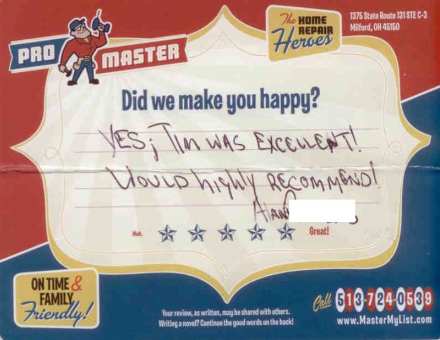 PRO MASTER
The HOME REPAIR Heroes
1375 State Route 131 STE C-3
Milford, OH 45150
Did we make you happy?
YES; TIM WAS EXCELLENT!
WOULD highly RECOMMEND!
Meh. Great!
ON TIME &
FAMILY
Friendly!
Your review, as written, may be shared with others.
Writing a novel? Continue the good words on the back!
Call 513-724-0539
www.MasterMyList.com